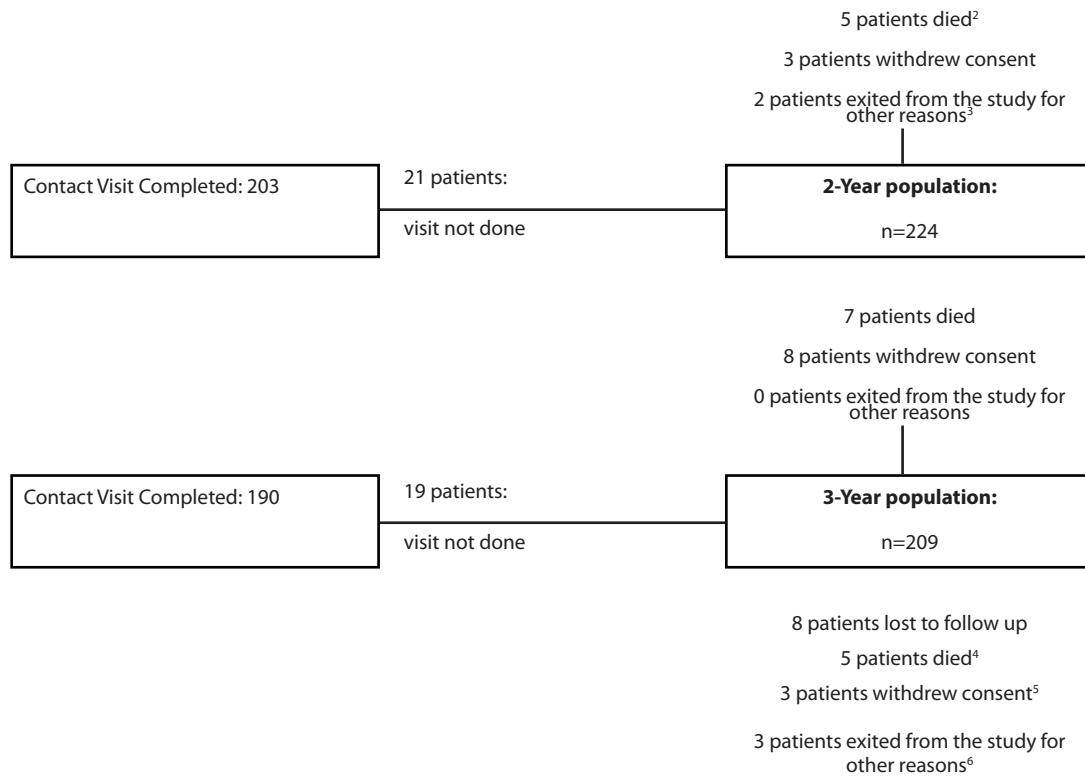 5 patients died²
3 patients withdrew consent
2 patients exited from the study for
other reasons³
Contact Visit Completed: 203
21 patients:
visit not done
2-Year population:
n=224
7 patients died
8 patients withdrew consent
0 patients exited from the study for
other reasons
Contact Visit Completed: 190
19 patients:
visit not done
3-Year population:
n=209
8 patients lost to follow up
5 patients died⁴
3 patients withdrew consent⁵
3 patients exited from the study for
other reasons⁶